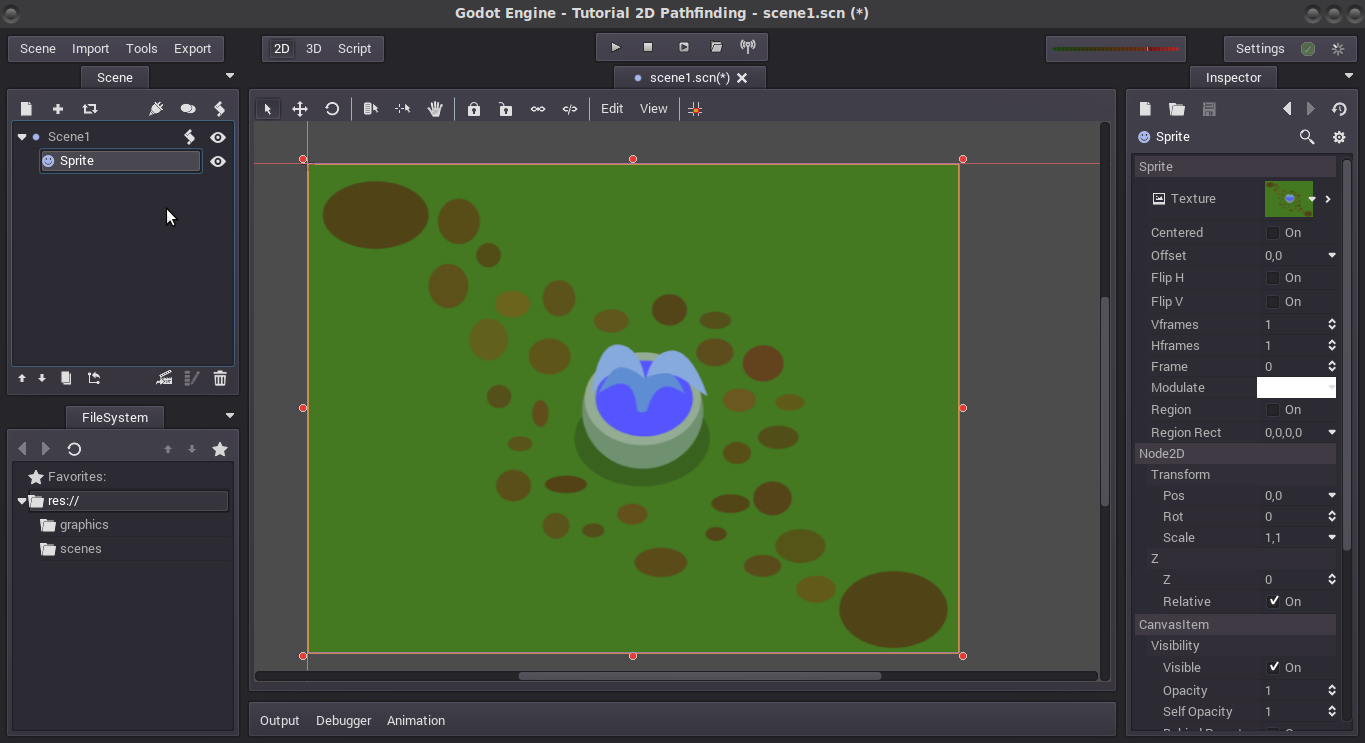 Godot Engine - Tutorial 2D Pathfinding - scene1.scn (*)
Scene Import Tools Export
2D 3D Script
Settings
Scene
scene1.scn(*)
Inspector
Edit View
Scene1
Sprite
Sprite
Sprite
Texture
Centered On
Offset 0,0
Flip H On
Flip V On
Vframes 1
Hframes 1
Frame 0
Modulate
Region On
Region Rect 0,0,0,0
Node2D
Transform
Pos 0,0
Rot 0
Scale 1,1
Z
Z 0
Relative On
CanvasItem
Visibility
Visible On
Opacity 1
Self Opacity 1
FileSystem
Favorites:
res://
graphics
scenes
Output Debugger Animation